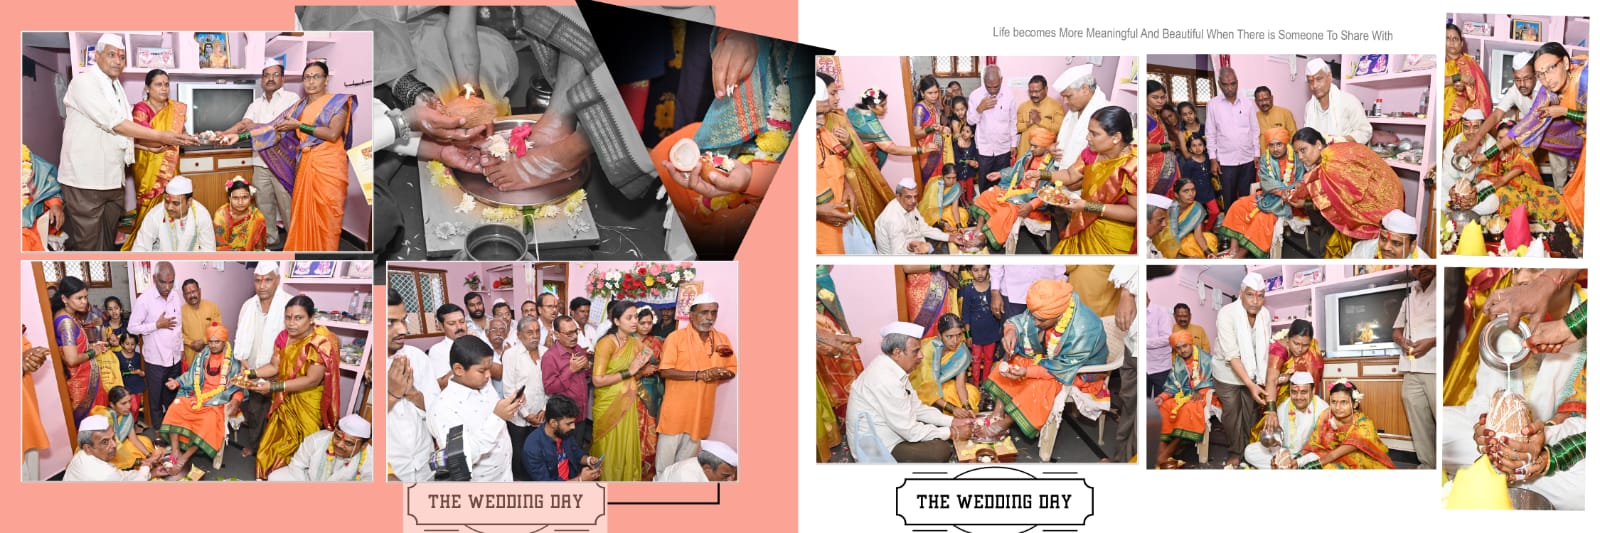 Life becomes More Meaningful And Beautiful When There is Someone To Share With
THE WEDDING DAY
THE WEDDING DAY